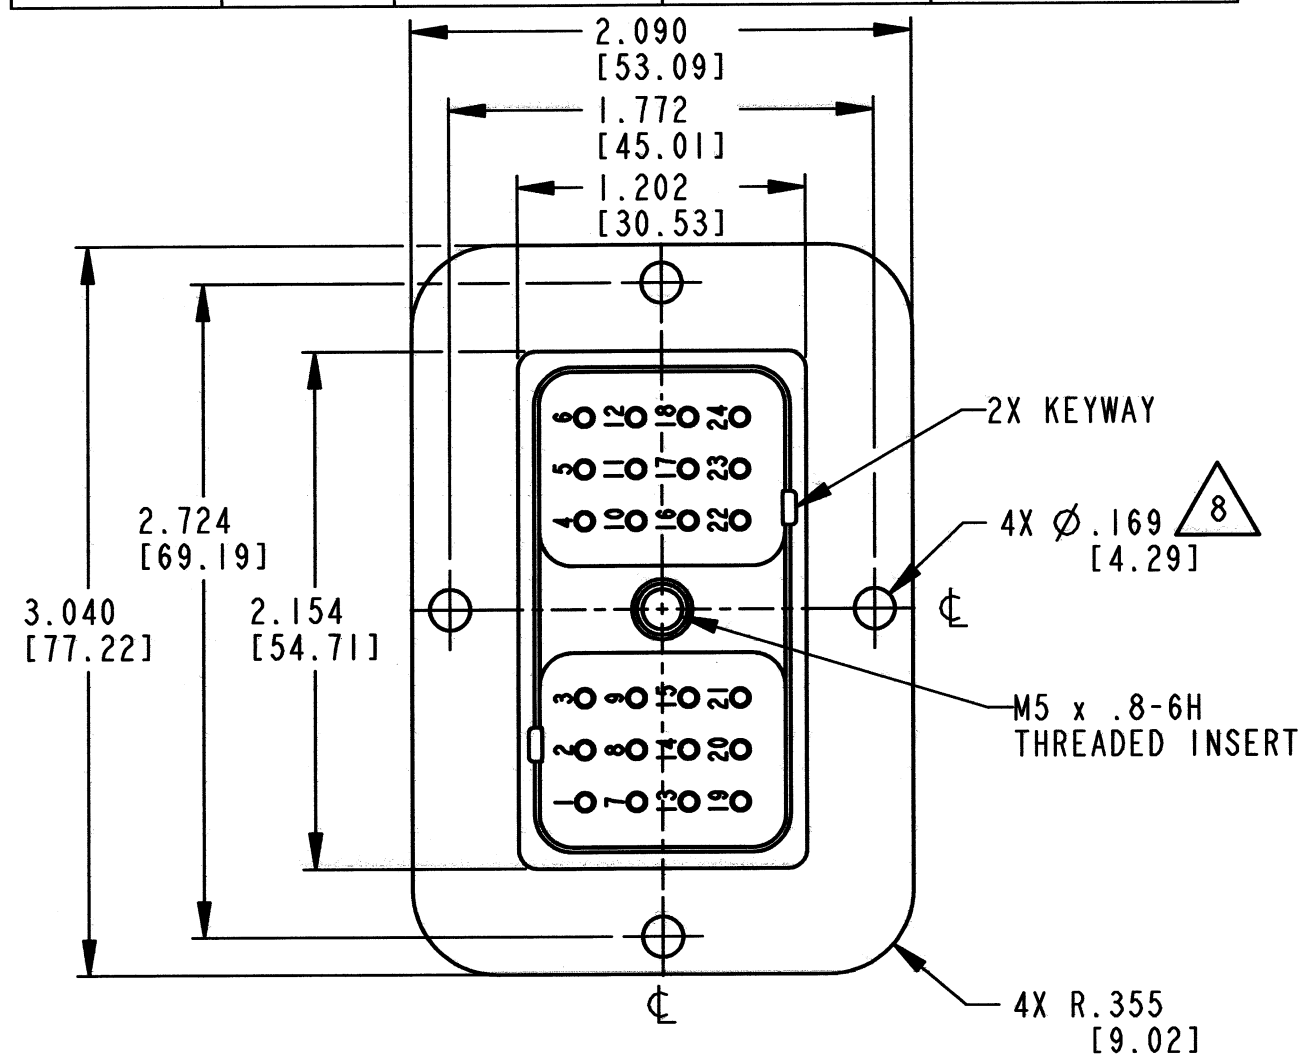 2.090
[53.09]
1.772
[45.01]
1.202
[30.53]
6 12 18 24
5 11 17 23
4 10 16 22
2X KEYWAY
4X Ø .169 8
[4.29]
2.724
[69.19]
3.040
[77.22]
2.154
[54.71]
℄
3 9 15 21
2 8 14 20
1 7 13 19
M5 x .8-6H
THREADED INSERT
℄
4X R.355
[9.02]